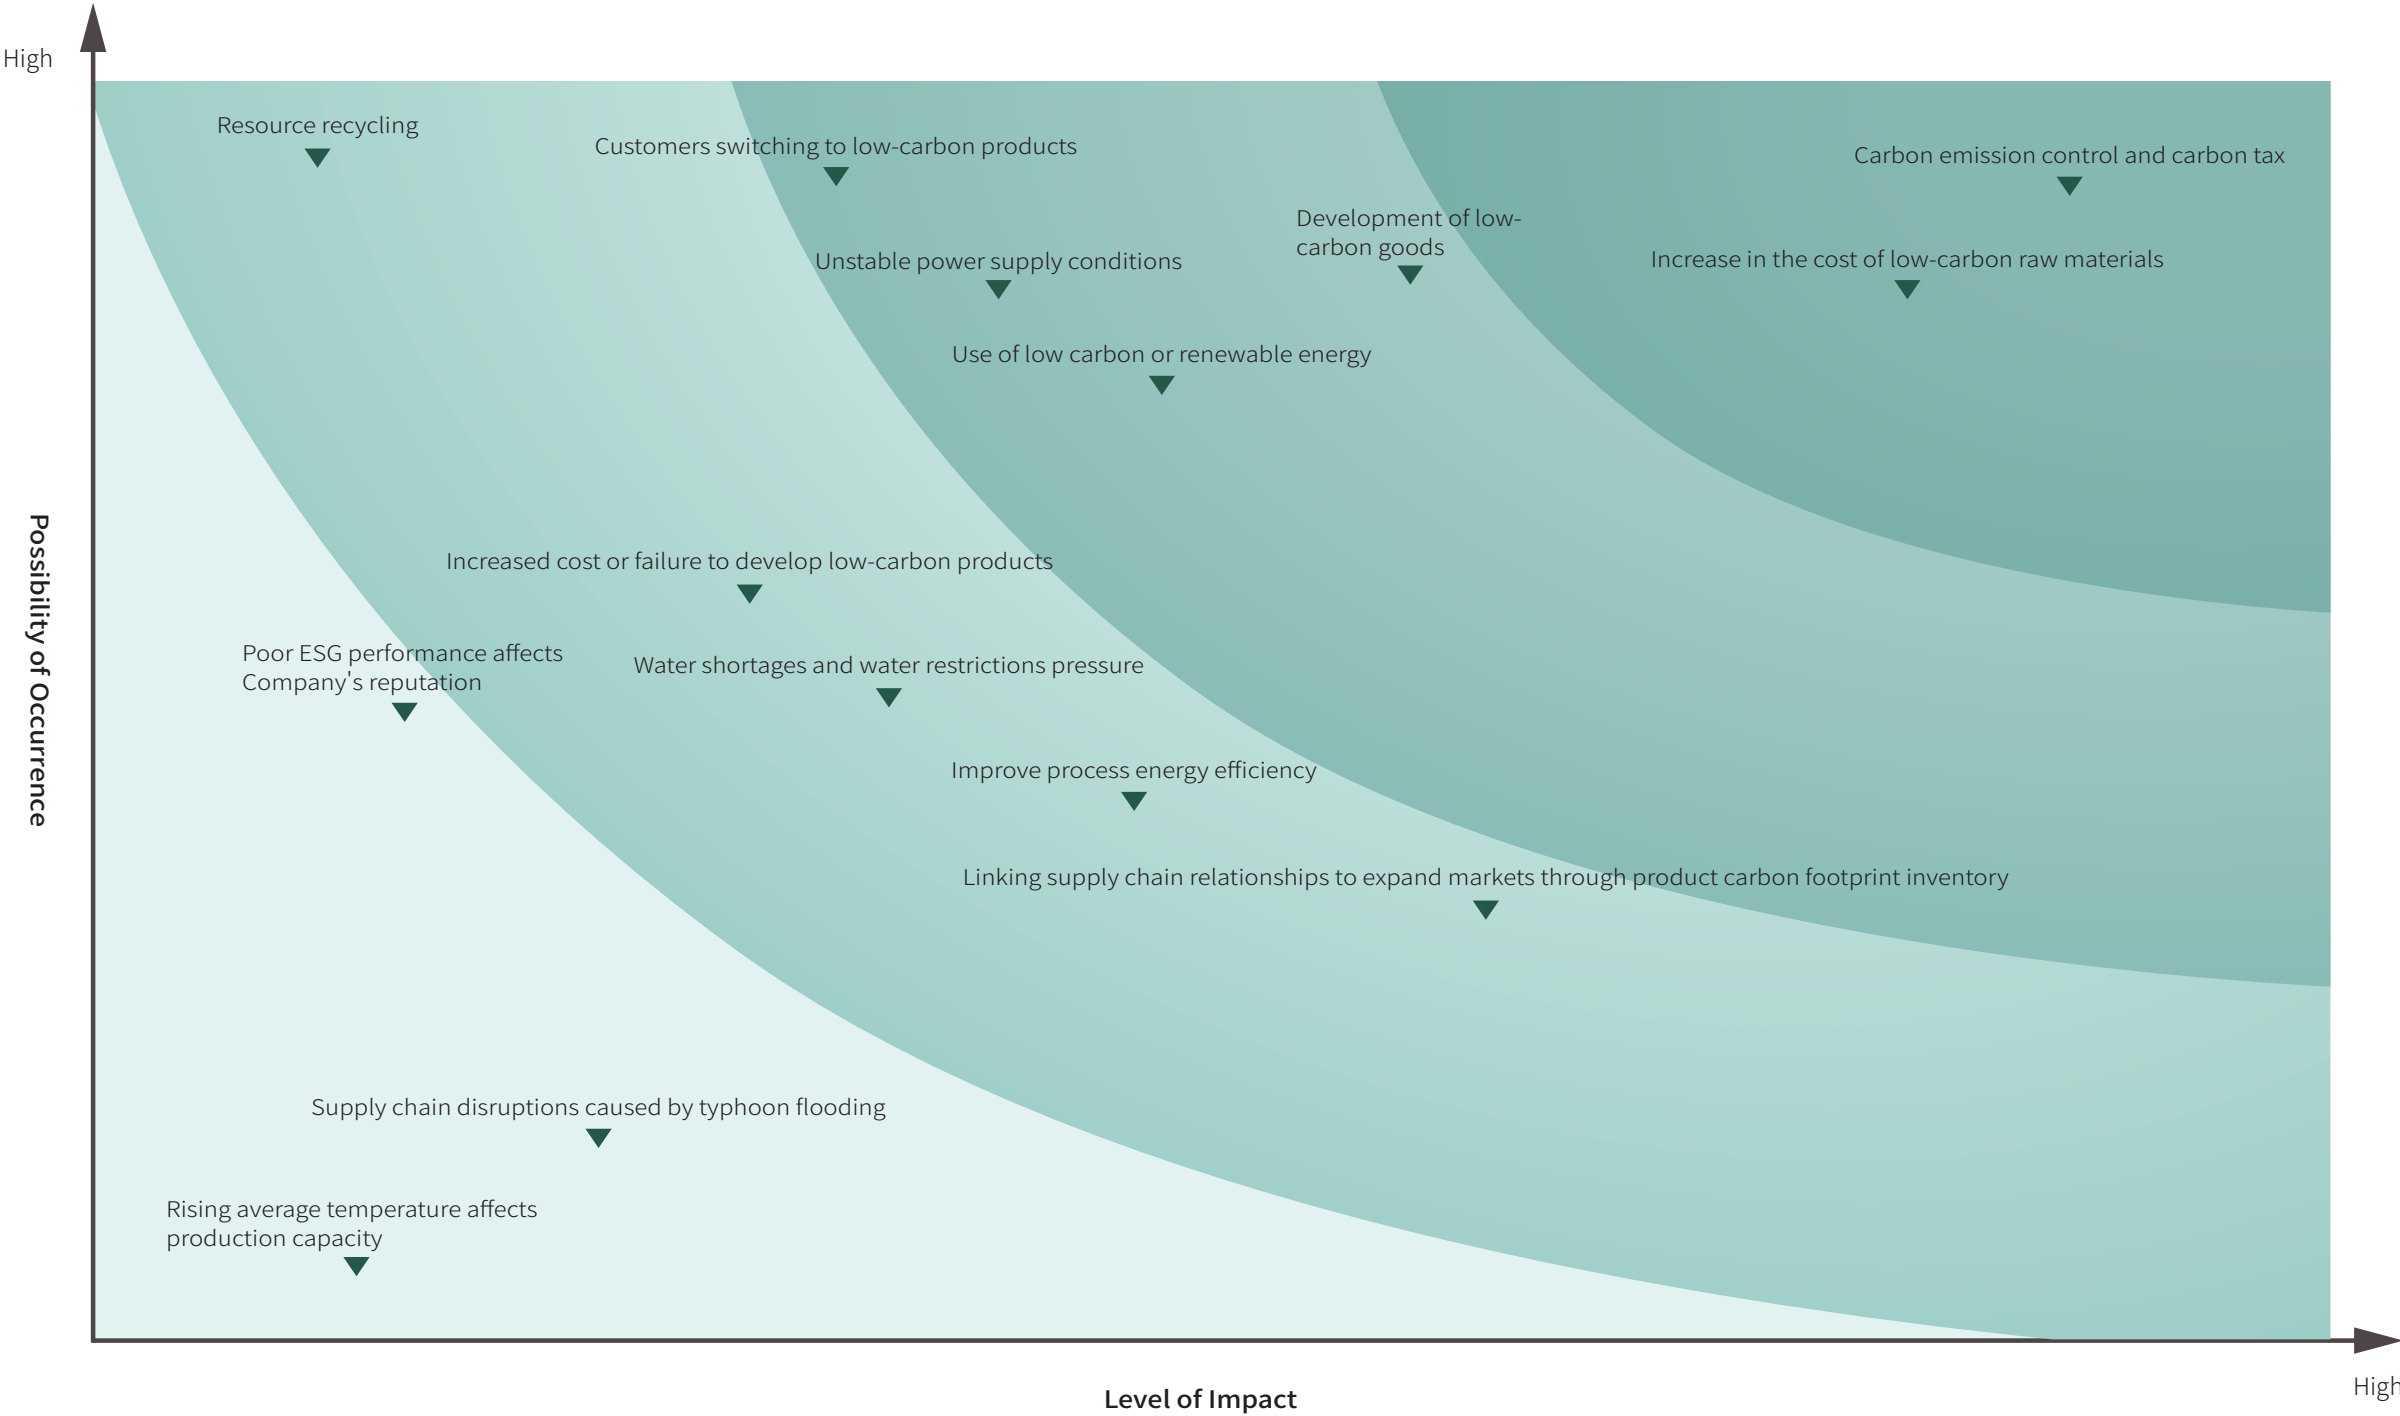 High
Resource recycling
Customers switching to low-carbon products
Carbon emission control and carbon tax
Development of low-
carbon goods
Unstable power supply conditions
Increase in the cost of low-carbon raw materials
Use of low carbon or renewable energy
Possibility of Occurrence
Increased cost or failure to develop low-carbon products
Poor ESG performance affects
Company's reputation
Water shortages and water restrictions pressure
Improve process energy efficiency
Linking supply chain relationships to expand markets through product carbon footprint inventory
Supply chain disruptions caused by typhoon flooding
Rising average temperature affects
production capacity
High
Level of Impact